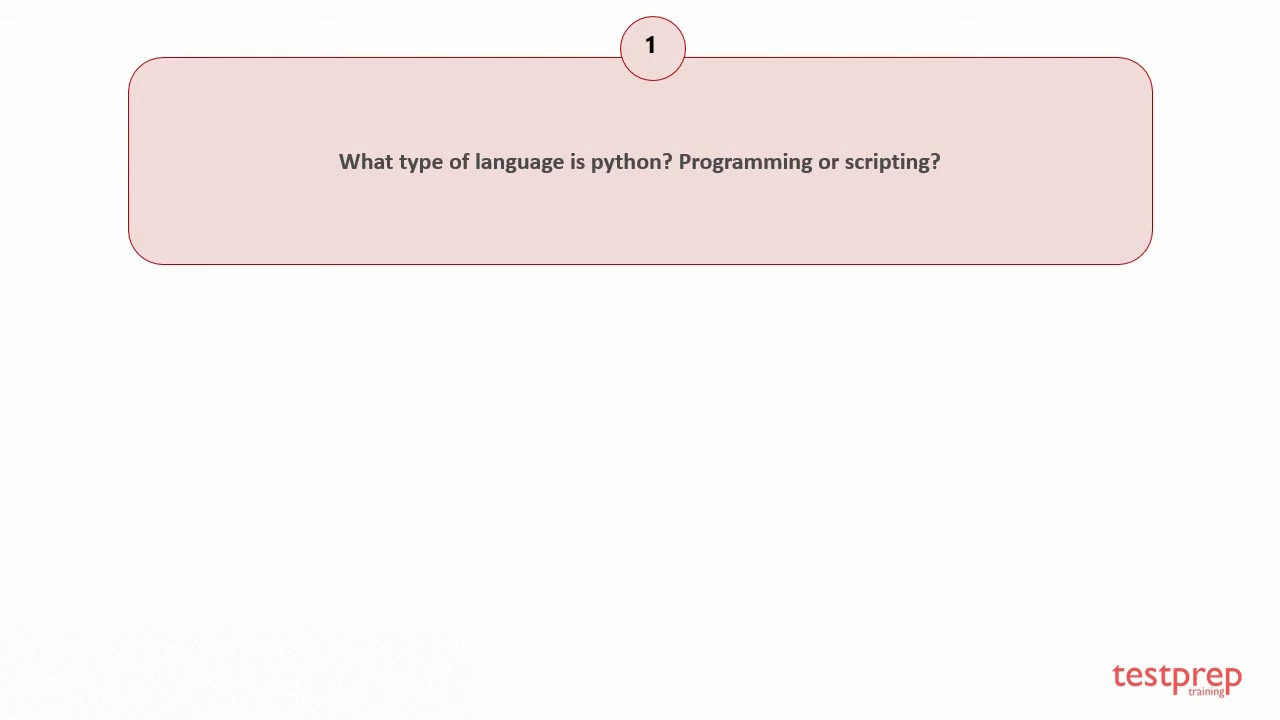 1
What type of language is python? Programming or scripting?
testprep
training